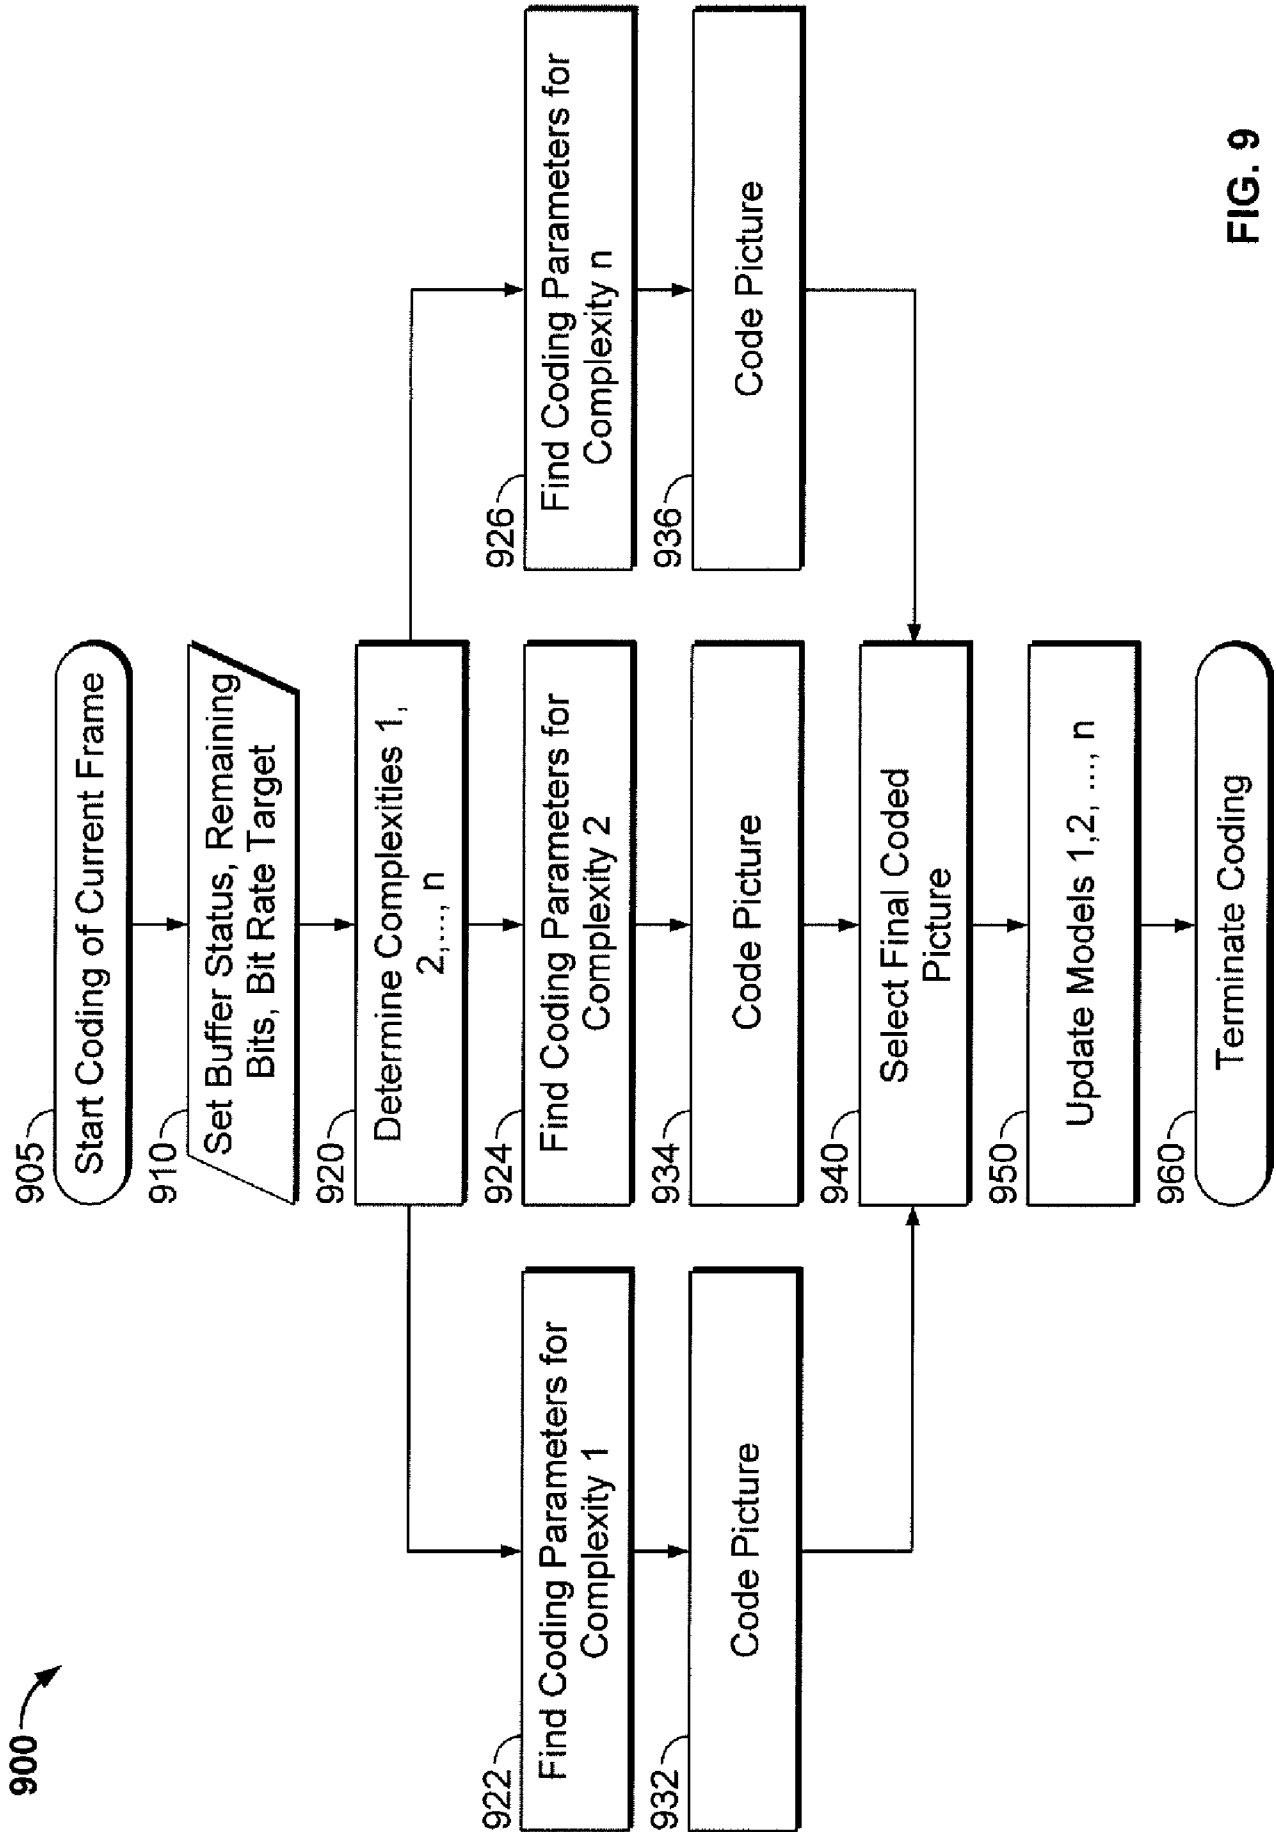 900
905
Start Coding of Current Frame
910
Set Buffer Status, Remaining
Bits, Bit Rate Target
920
Determine Complexities 1,
2,..., n
922
Find Coding Parameters for
Complexity 1
924
Find Coding Parameters for
Complexity 2
926
Find Coding Parameters for
Complexity n
932
Code Picture
934
Code Picture
936
Code Picture
940
Select Final Coded
Picture
950
Update Models 1,2, ..., n
960
Terminate Coding
FIG. 9